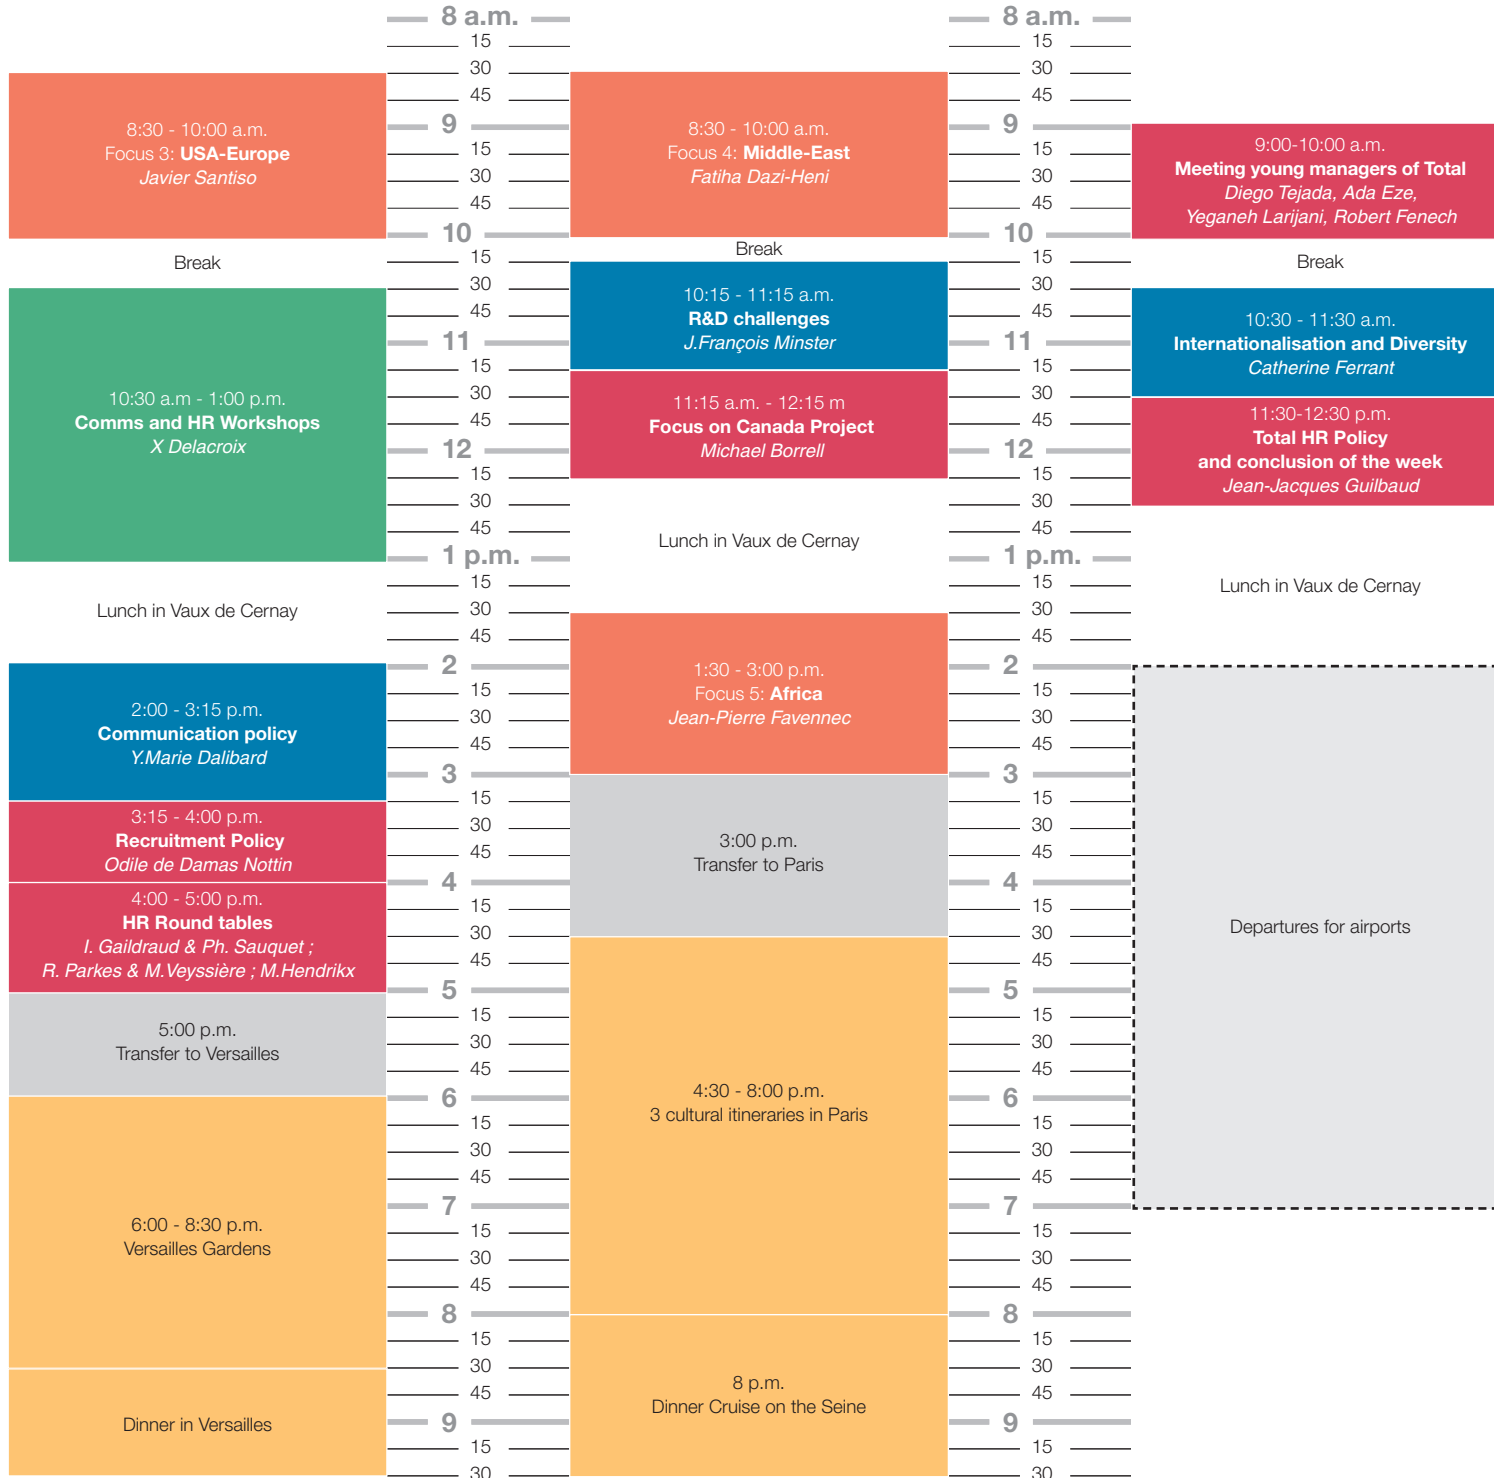 8:30 - 10:00 a.m.
Focus 3: USA-Europe
Javier Santiso
Break
10:30 a.m - 1:00 p.m.
Comms and HR Workshops
X Delacroix
Lunch in Vaux de Cernay
2:00 - 3:15 p.m.
Communication policy
Y.Marie Dalibard
3:15 - 4:00 p.m.
Recruitment Policy
Odile de Damas Nottin
4:00 - 5:00 p.m.
HR Round tables
I. Gaildraud & Ph. Sauquet ;
R. Parkes & M.Veyssière ; M.Hendrikx
5:00 p.m.
Transfer to Versailles
6:00 - 8:30 p.m.
Versailles Gardens
Dinner in Versailles
8 a.m.
15
30
45
9
15
30
45
10
15
30
45
11
15
30
45
12
15
30
45
1 p.m.
15
30
45
2
15
30
45
3
15
30
45
4
15
30
45
5
15
30
45
6
15
30
45
7
15
30
45
8
15
30
45
9
15
30
8:30 - 10:00 a.m.
Focus 4: Middle-East
Fatiha Dazi-Heni
Break
10:15 - 11:15 a.m.
R&D challenges
J.François Minster
11:15 a.m. - 12:15 m
Focus on Canada Project
Michael Borrell
Lunch in Vaux de Cernay
1:30 - 3:00 p.m.
Focus 5: Africa
Jean-Pierre Favennec
3:00 p.m.
Transfer to Paris
4:30 - 8:00 p.m.
3 cultural itineraries in Paris
8 p.m.
Dinner Cruise on the Seine
8 a.m.
15
30
45
9
15
30
45
10
15
30
45
11
15
30
45
12
15
30
45
1 p.m.
15
30
45
2
15
30
45
3
15
30
45
4
15
30
45
5
15
30
45
6
15
30
45
7
15
30
45
8
15
30
45
9
15
30
9:00-10:00 a.m.
Meeting young managers of Total
Diego Tejada, Ada Eze,
Yeganeh Larijani, Robert Fenech
Break
10:30 - 11:30 a.m.
Internationalisation and Diversity
Catherine Ferrant
11:30-12:30 p.m.
Total HR Policy
and conclusion of the week
Jean-Jacques Guilbaud
Lunch in Vaux de Cernay
Departures for airports